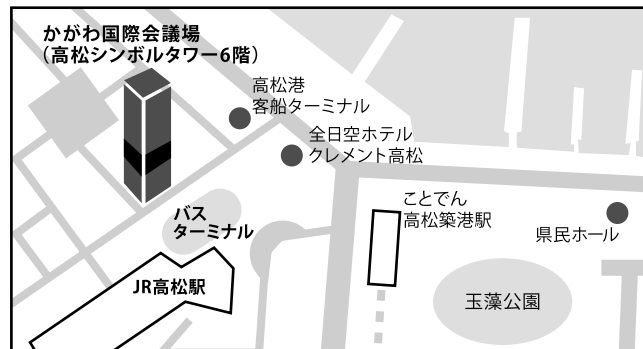 かがわ国際会議場
（高松シンボルタワー6階）
高松港
客船ターミナル
全日空ホテル
クレメント高松
バス
ターミナル
ことでん
高松築港駅
県民ホール
JR高松駅
玉藻公園